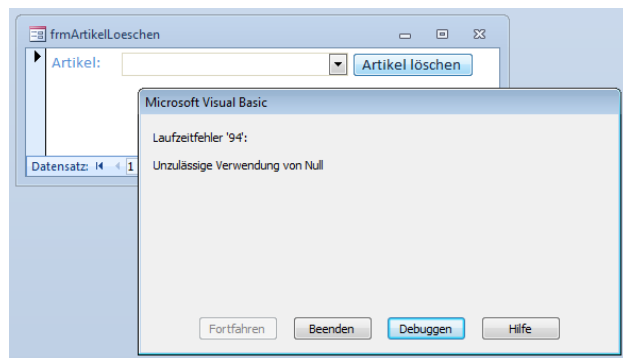 frmArtikelLoeschen
Artikel:
Artikel löschen
Microsoft Visual Basic
Laufzeitfehler '94':
Unzulässige Verwendung von Null
Datensatz: 1
Fortfahren Beenden Debuggen Hilfe